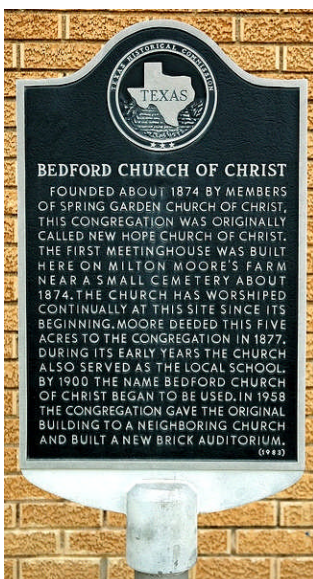 TEXAS HISTORICAL COMMISSION
TEXAS
BEDFORD CHURCH OF CHRIST
FOUNDED ABOUT 1874 BY MEMBERS
OF SPRING GARDEN CHURCH OF CHRIST,
THIS CONGREGATION WAS ORIGINALLY
CALLED NEW HOPE CHURCH OF CHRIST.
THE FIRST MEETINGHOUSE WAS BUILT
HERE ON MILTON MOORE'S FARM
NEAR A SMALL CEMETERY ABOUT
1874. THE CHURCH HAS WORSHIPED
CONTINUALLY AT THIS SITE SINCE ITS
BEGINNING. MOORE DEEDED THIS FIVE
ACRES TO THE CONGREGATION IN 1877.
DURING ITS EARLY YEARS THE CHURCH
ALSO SERVED AS THE LOCAL SCHOOL.
BY 1900 THE NAME BEDFORD CHURCH
OF CHRIST BEGAN TO BE USED. IN 1958
THE CONGREGATION GAVE THE ORIGINAL
BUILDING TO A NEIGHBORING CHURCH
AND BUILT A NEW BRICK AUDITORIUM.
(1983)